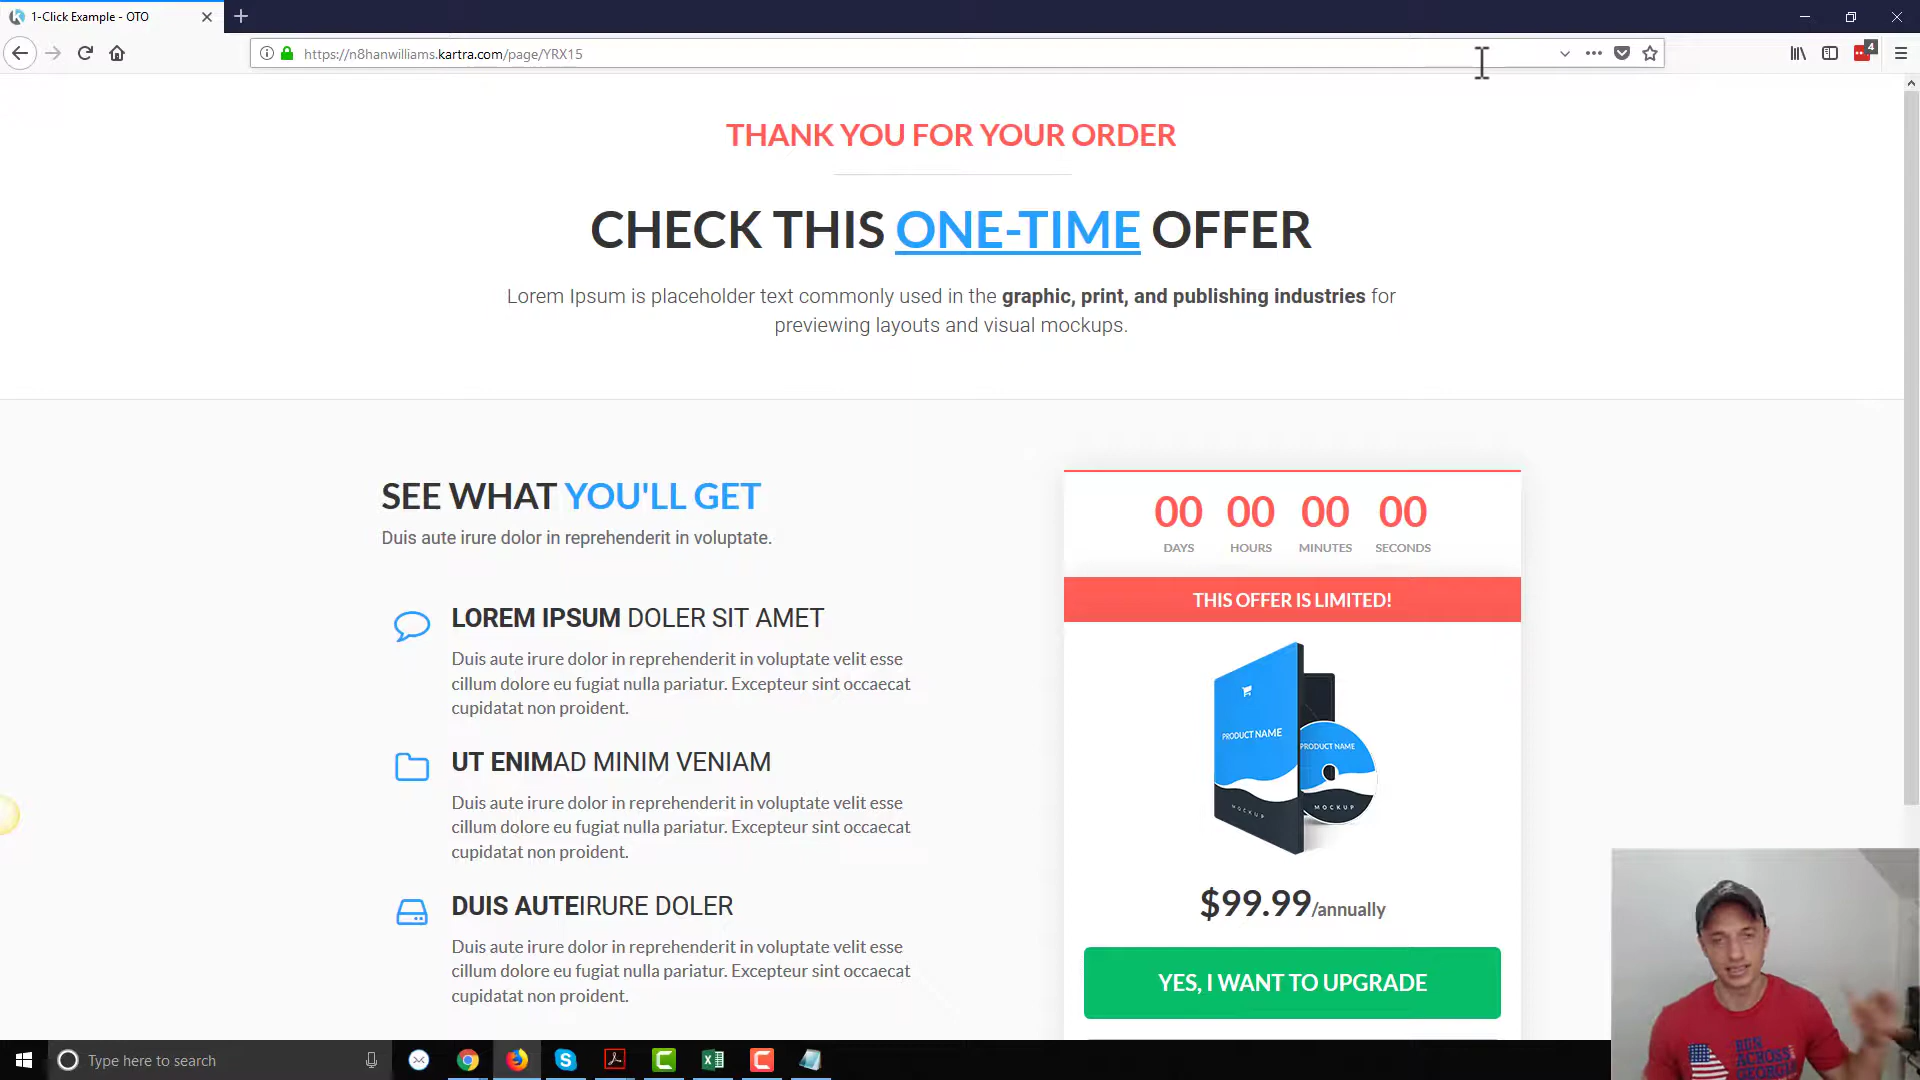 1-Click Example - OTO
https://n8hanwilliams.kartra.com/page/YRX15
4
THANK YOU FOR YOUR ORDER
CHECK THIS ONE-TIME OFFER
Lorem Ipsum is placeholder text commonly used in the graphic, print, and publishing industries for
previewing layouts and visual mockups.
SEE WHAT YOU'LL GET
Duis aute irure dolor in reprehenderit in voluptate.
LOREM IPSUM DOLER SIT AMET
Duis aute irure dolor in reprehenderit in voluptate velit esse
cillum dolore eu fugiat nulla pariatur. Excepteur sint occaecat
cupidatat non proident.
UT ENIMAD MINIM VENIAM
Duis aute irure dolor in reprehenderit in voluptate velit esse
cillum dolore eu fugiat nulla pariatur. Excepteur sint occaecat
cupidatat non proident.
DUIS AUTEIRURE DOLER
Duis aute irure dolor in reprehenderit in voluptate velit esse
cillum dolore eu fugiat nulla pariatur. Excepteur sint occaecat
cupidatat non proident.
00 00 00 00
DAYS HOURS MINUTES SECONDS
THIS OFFER IS LIMITED!
PRODUCT NAME
MOCKUP
PRODUCT NAME
MOCKUP
$99.99/annually
YES, I WANT TO UPGRADE
RUN
ACROSS
GEORGIA
Type here to search